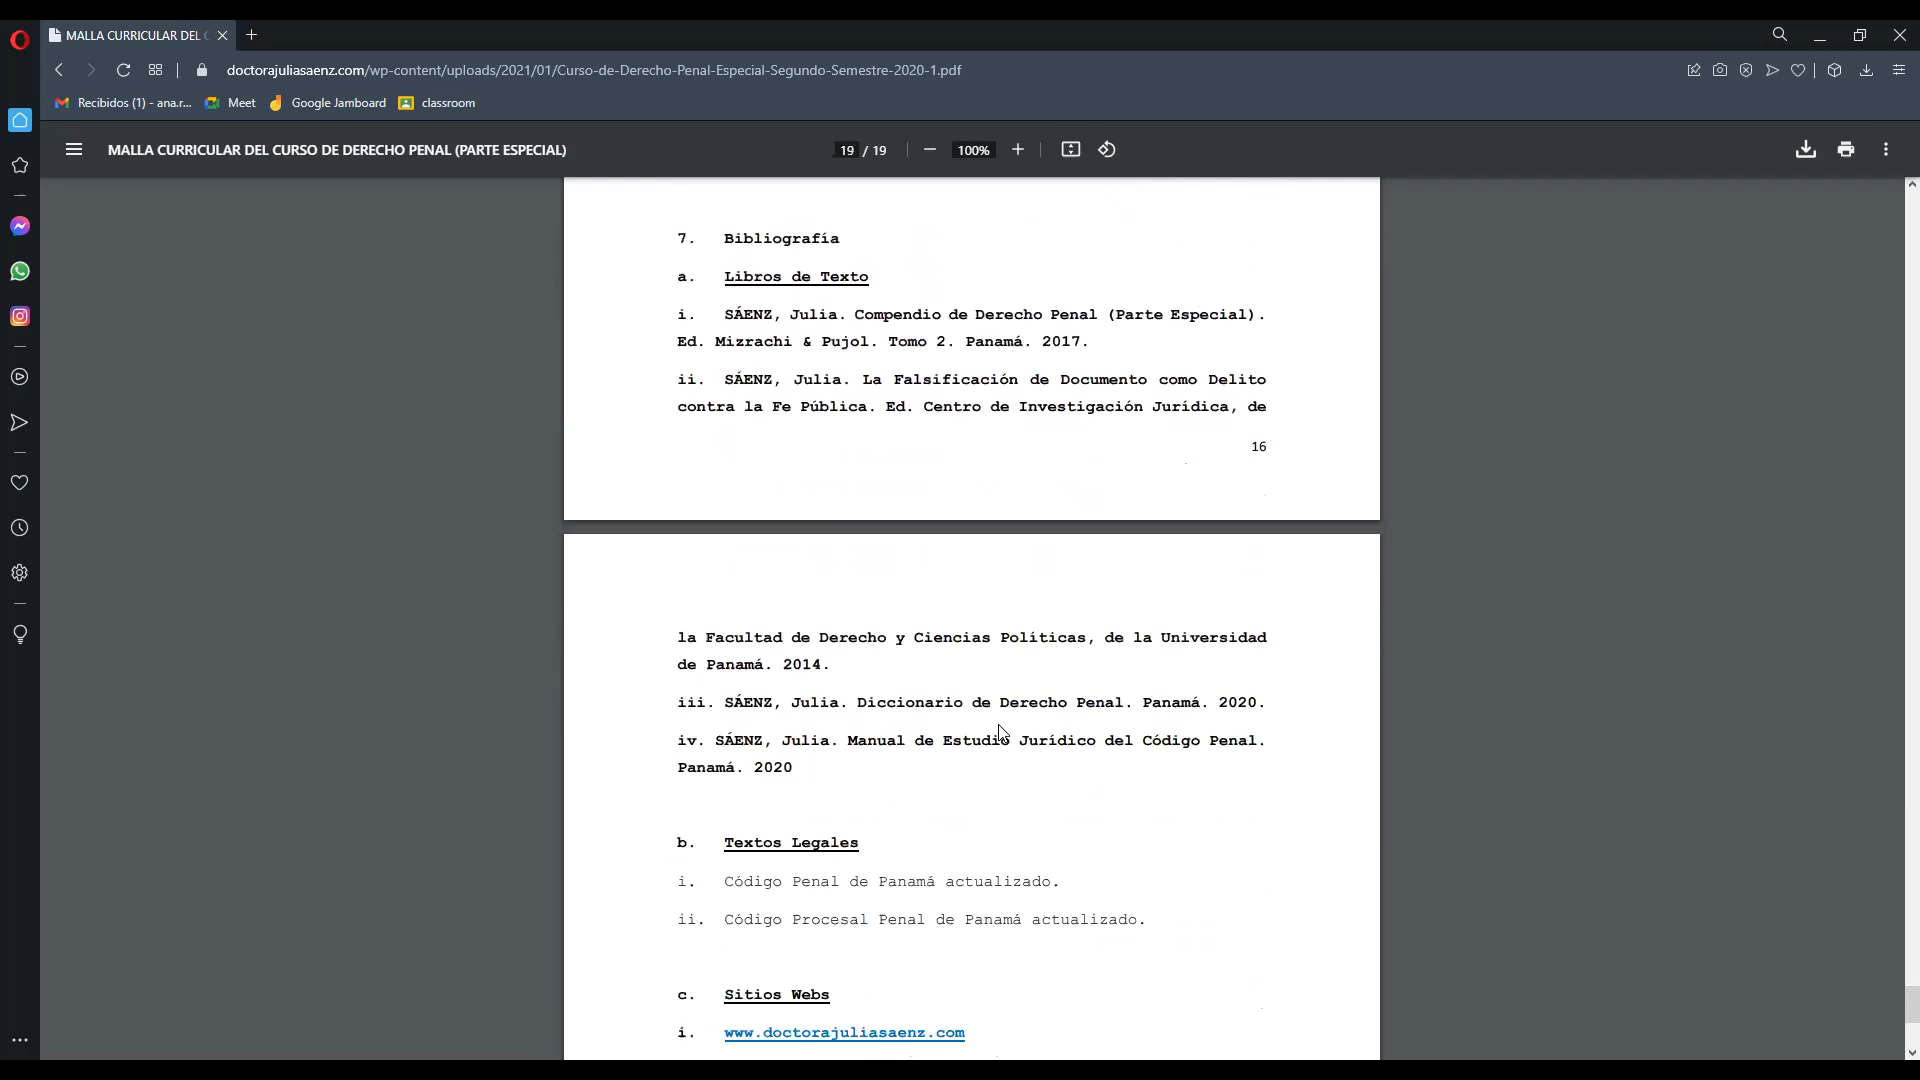 MALLA CURRICULAR DEL
doctorajuliasaenz.com/wp-content/uploads/2021/01/Curso-de-Derecho-Penal-Especial-Segundo-Semestre-2020-1.pdf
Recibidos (1) - ana.r... Meet Google Jamboard classroom
MALLA CURRICULAR DEL CURSO DE DERECHO PENAL (PARTE ESPECIAL) 19 / 19 100%
7. Bibliografía
a. Libros de Texto
i. SÁENZ, Julia. Compendio de Derecho Penal (Parte Especial).
Ed. Mizrachi & Pujol. Tomo 2. Panamá. 2017.
ii. SÁENZ, Julia. La Falsificación de Documento como Delito
contra la Fe Pública. Ed. Centro de Investigación Jurídica, de
16
la Facultad de Derecho y Ciencias Políticas, de la Universidad
de Panamá. 2014.
iii. SÁENZ, Julia. Diccionario de Derecho Penal. Panamá. 2020.
iv. SÁENZ, Julia. Manual de Estudio Jurídico del Código Penal.
Panamá. 2020
b. Textos Legales
i. Código Penal de Panamá actualizado.
ii. Código Procesal Penal de Panamá actualizado.
c. Sitios Webs
i. www.doctorajuliasaenz.com